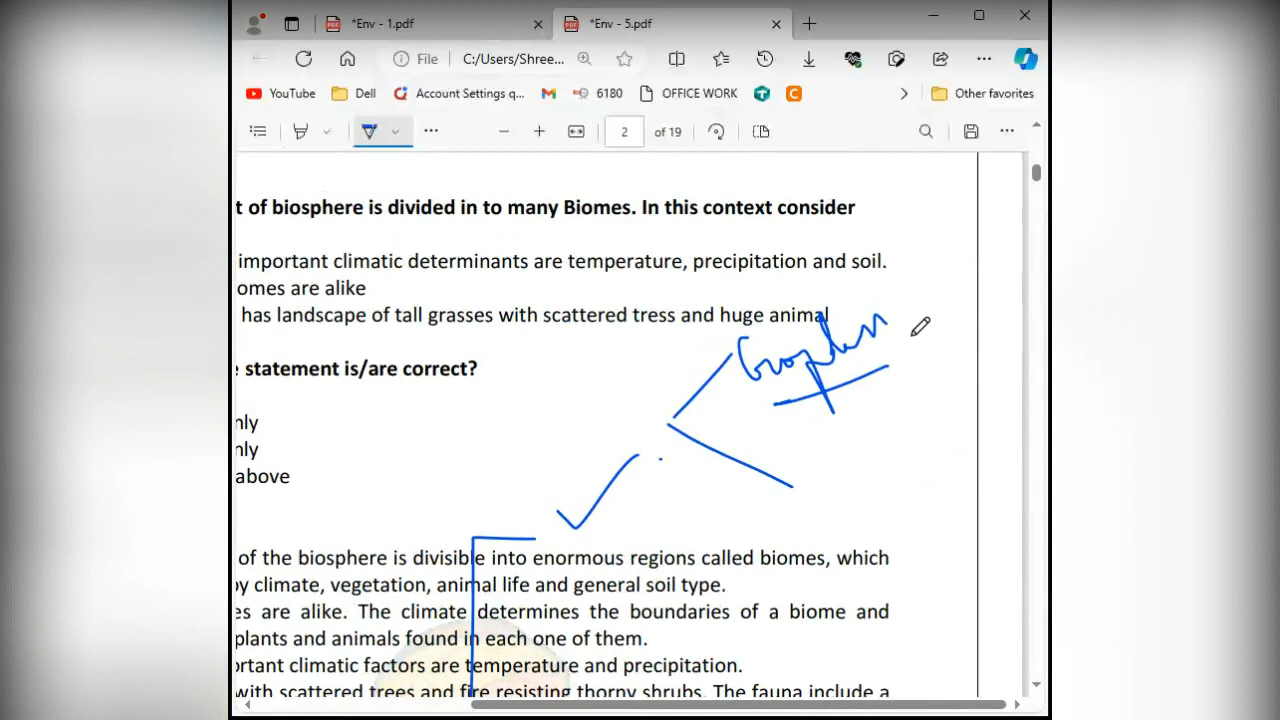 *Env - 1.pdf
*Env - 5.pdf
File C:/Users/Shree...
YouTube Dell Account Settings q... 6180 OFFICE WORK Other favorites
2 of 19
t of biosphere is divided in to many Biomes. In this context consider
important climatic determinants are temperature, precipitation and soil.
omes are alike
has landscape of tall grasses with scattered tress and huge animal
statement is/are correct?
nly
nly
above
of the biosphere is divisible into enormous regions called biomes, which
by climate, vegetation, animal life and general soil type.
es are alike. The climate determines the boundaries of a biome and
plants and animals found in each one of them.
ortant climatic factors are temperature and precipitation.
with scattered trees and fire resisting thorny shrubs. The fauna include a